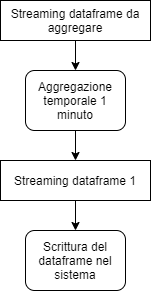 Streaming dataframe da
aggregare
Aggregazione
temporale 1
minuto
Streaming dataframe 1
Scrittura del
dataframe nel
sistema